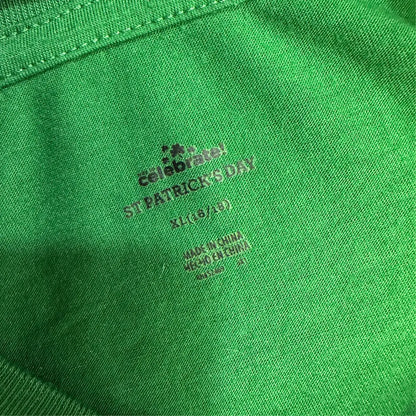 celebrate!
ST PATRICK'S DAY
XL(16/18)
MADE IN CHINA
HECHO EN CHINA